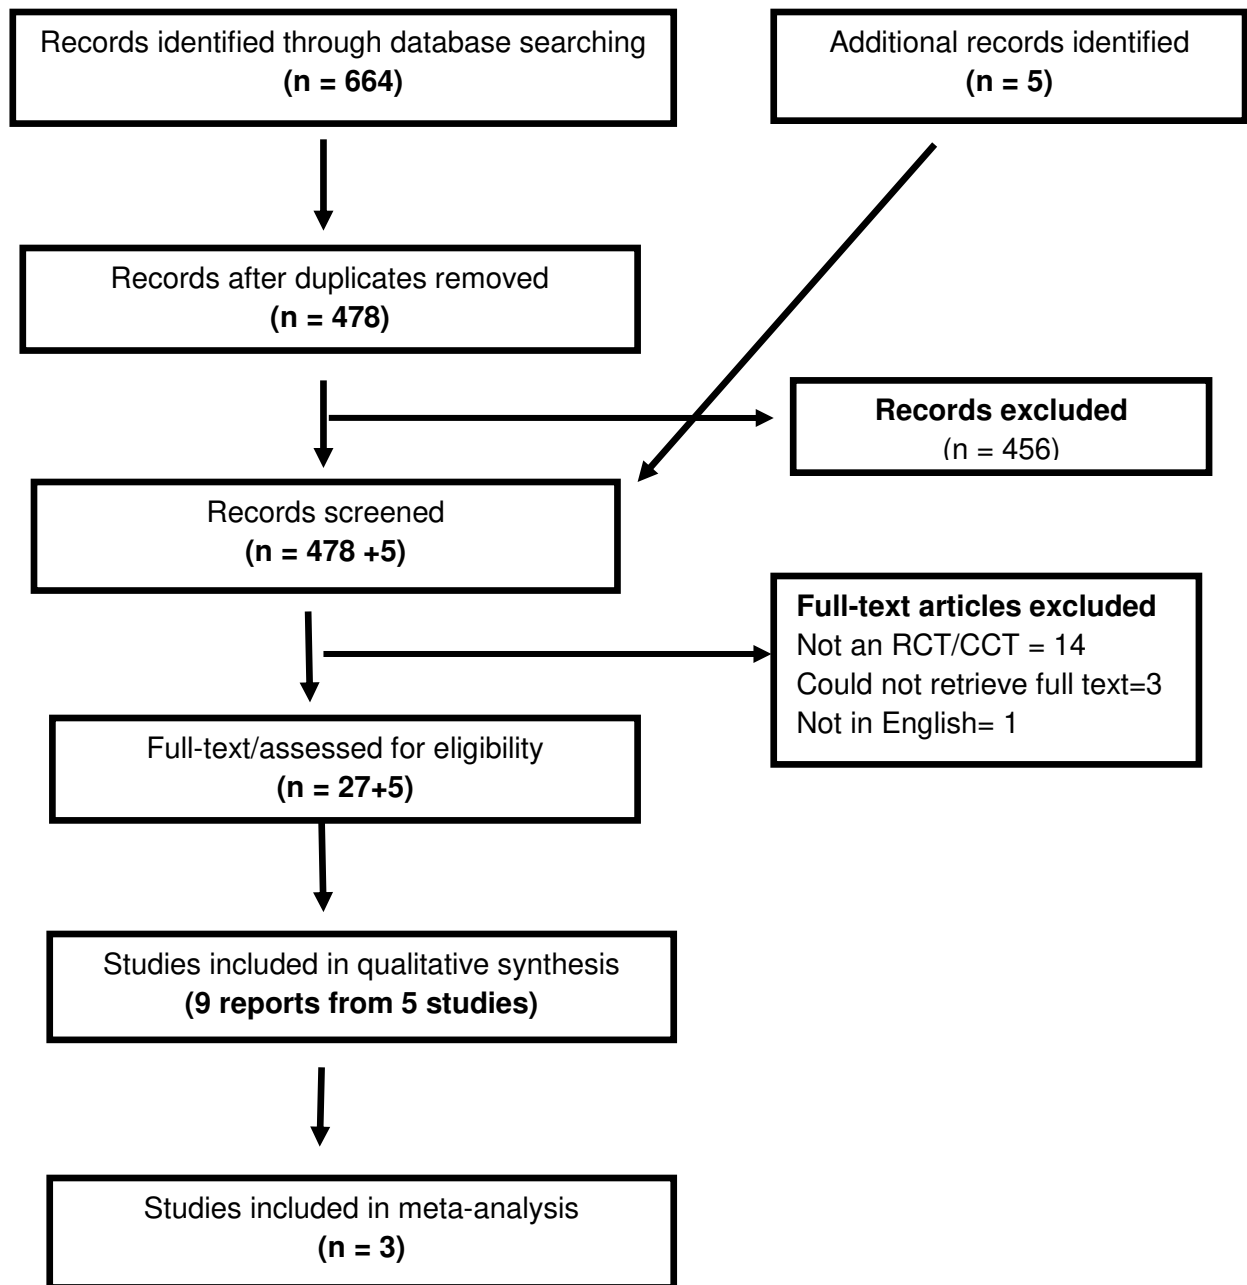 Records identified through database searching
(n = 664)
Additional records identified
(n = 5)
Records after duplicates removed
(n = 478)
Records excluded
(n = 456)
Records screened
(n = 478 +5)
Full-text articles excluded
Not an RCT/CCT = 14
Could not retrieve full text=3
Not in English= 1
Full-text/assessed for eligibility
(n = 27+5)
Studies included in qualitative synthesis
(9 reports from 5 studies)
Studies included in meta-analysis
(n = 3)